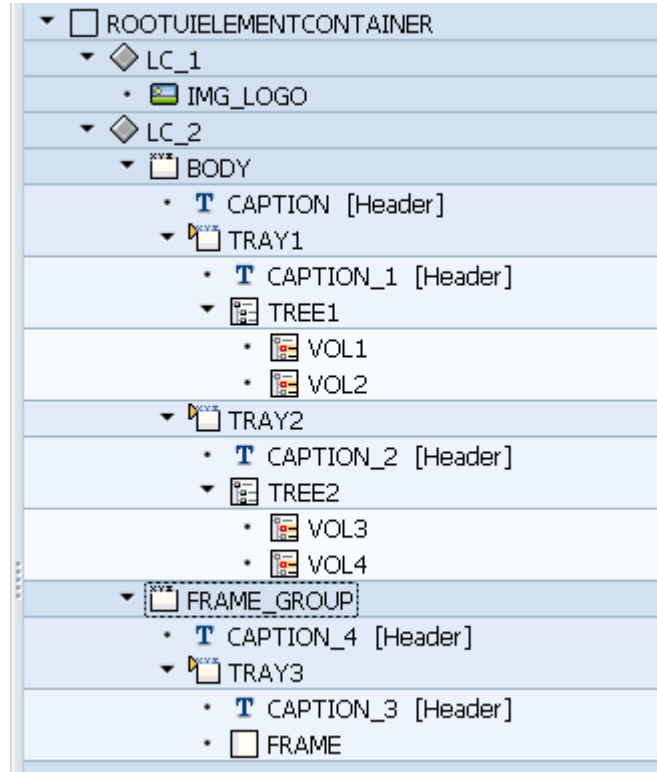 ROOTUIELEMENTCONTAINER
LC_1
IMG_LOGO
LC_2
BODY
CAPTION [Header]
TRAY1
CAPTION_1 [Header]
TREE1
VOL1
VOL2
TRAY2
CAPTION_2 [Header]
TREE2
VOL3
VOL4
FRAME_GROUP
CAPTION_4 [Header]
TRAY3
CAPTION_3 [Header]
FRAME